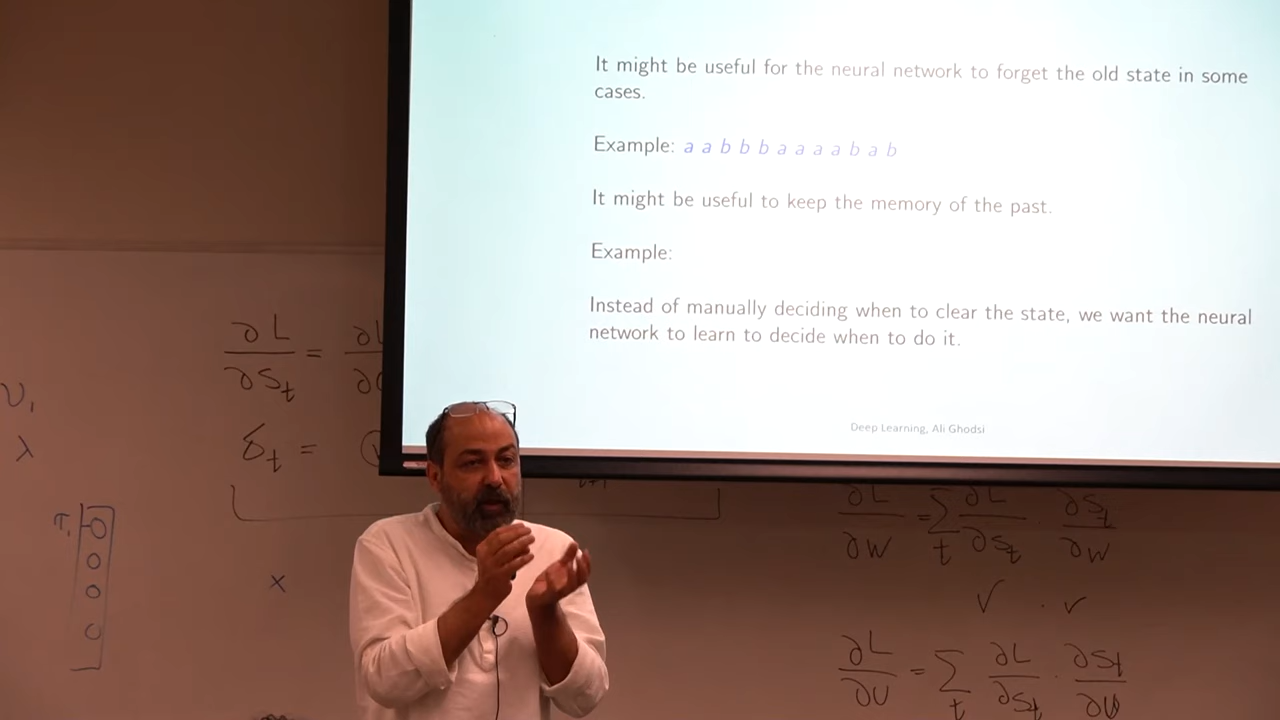 It might be useful for the neural network to forget the old state in some
cases.
Example: a a b b b a a a a b a b
It might be useful to keep the memory of the past.
Example:
Instead of manually deciding when to clear the state, we want the neural
network to learn to decide when to do it.
Deep Learning, Ali Ghodsi
∂L/∂S_t = ∂
δ_t =
υ₁
λ
x
∂L/∂W = Σ_t ∂L/∂S_t · ∂S_t/∂W
√ . √
∂L/∂U = Σ_t ∂L/∂S_t · ∂S_t/∂U